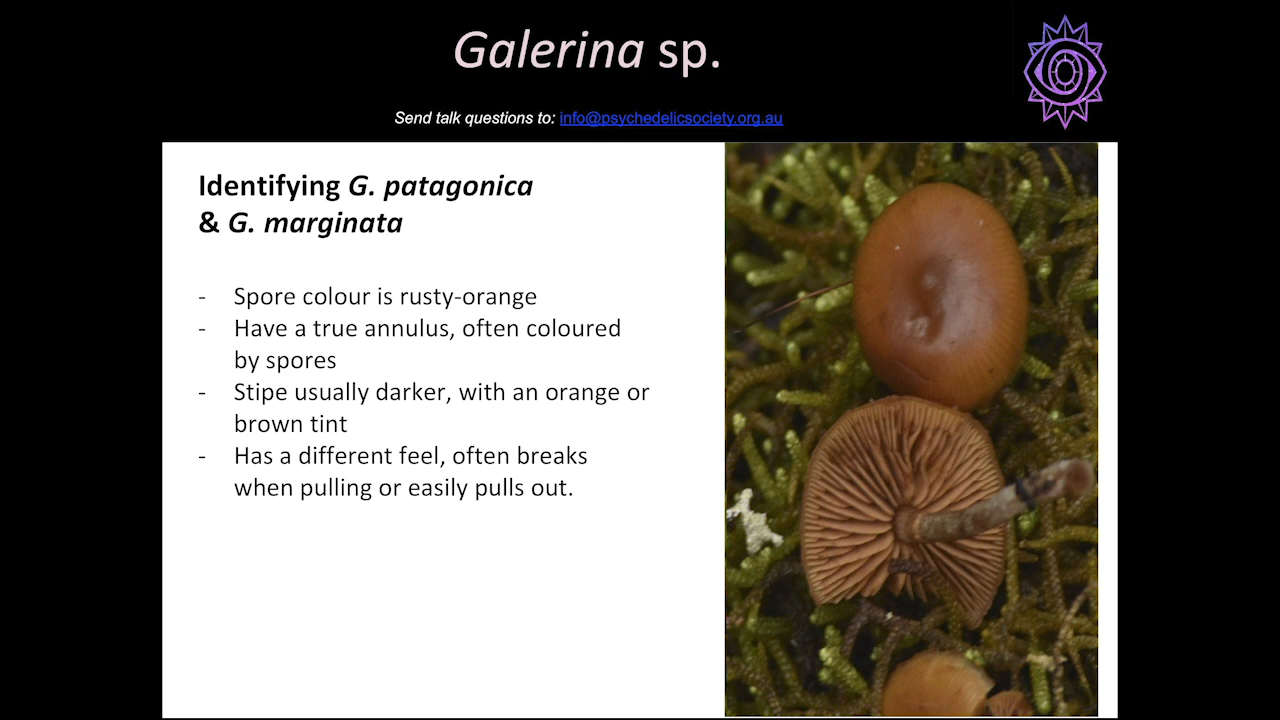 Galerina sp.
Send talk questions to: info@psychedelicsociety.org.au
Identifying G. patagonica
& G. marginata
- Spore colour is rusty-orange
- Have a true annulus, often coloured
by spores
- Stipe usually darker, with an orange or
brown tint
- Has a different feel, often breaks
when pulling or easily pulls out.